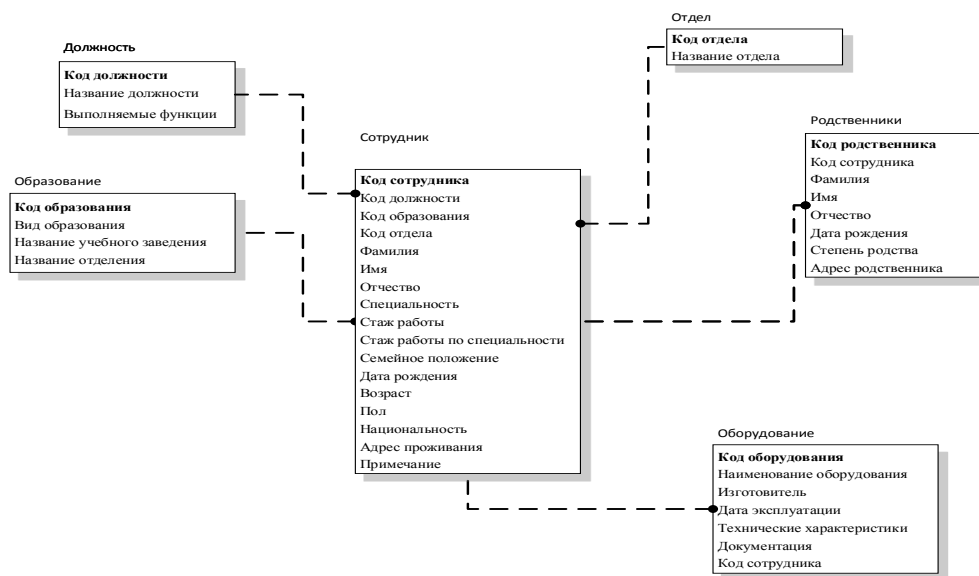 Отдел
Код отдела
Название отдела
Должность
Код должности
Название должности
Выполняемые функции
Родственники
Код родственника
Код сотрудника
Фамилия
Имя
Отчество
Дата рождения
Степень родства
Адрес родственника
Сотрудник
Код сотрудника
Код должности
Код образования
Код отдела
Фамилия
Имя
Отчество
Специальность
Стаж работы
Стаж работы по специальности
Семейное положение
Дата рождения
Возраст
Пол
Национальность
Адрес проживания
Примечание
Образование
Код образования
Вид образования
Название учебного заведения
Название отделения
Оборудование
Код оборудования
Наименование оборудования
Изготовитель
Дата эксплуатации
Технические характеристики
Документация
Код сотрудника